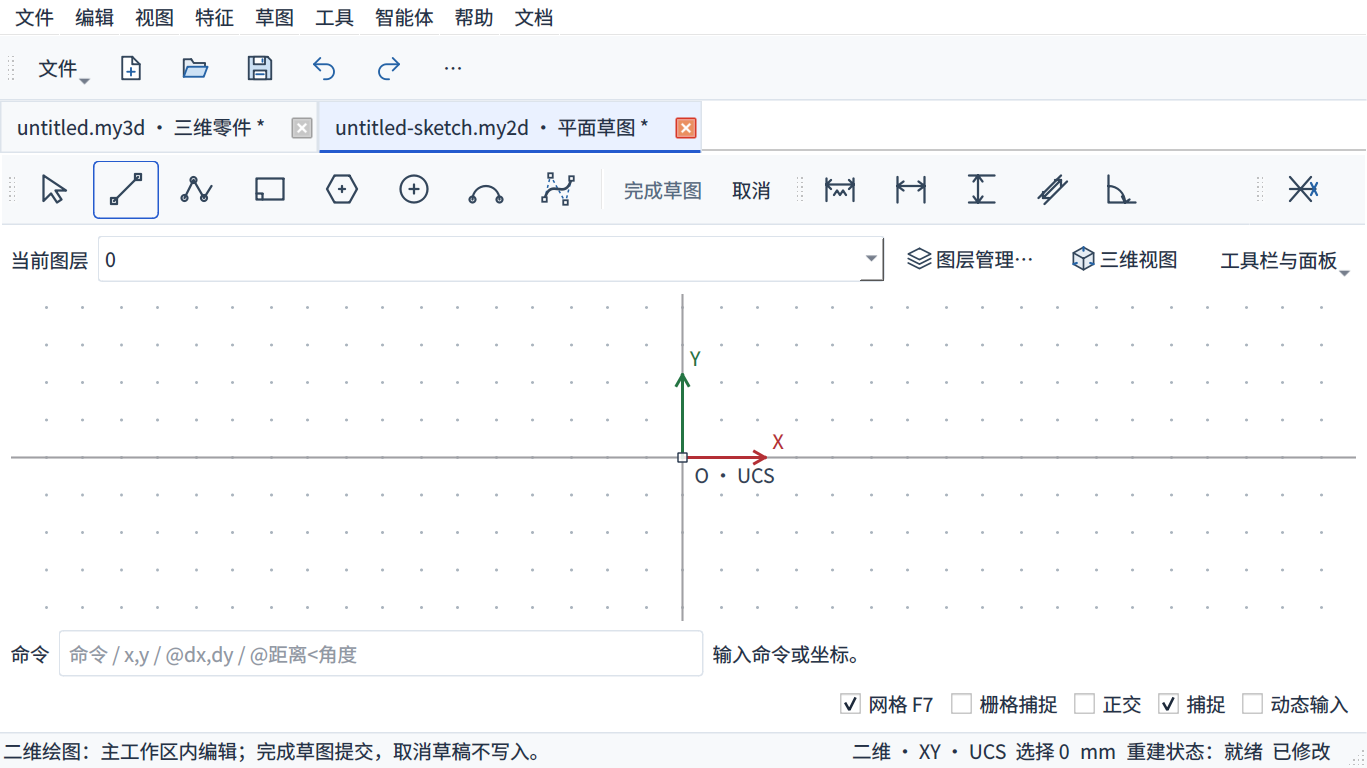 文件 编辑 视图 特征 草图 工具 智能体 帮助 文档
文件 ···
untitled.my3d · 三维零件 * untitled-sketch.my2d · 平面草图 *
完成草图 取消
当前图层 0 图层管理··· 三维视图 工具栏与面板
Y
X
O · UCS
命令 命令 / x,y / @dx,dy / @距离<角度 输入命令或坐标。
网格 F7 栅格捕捉 正交 捕捉 动态输入
二维绘图：主工作区内编辑；完成草图提交，取消草稿不写入。 二维 · XY · UCS 选择 0 mm 重建状态：就绪 已修改